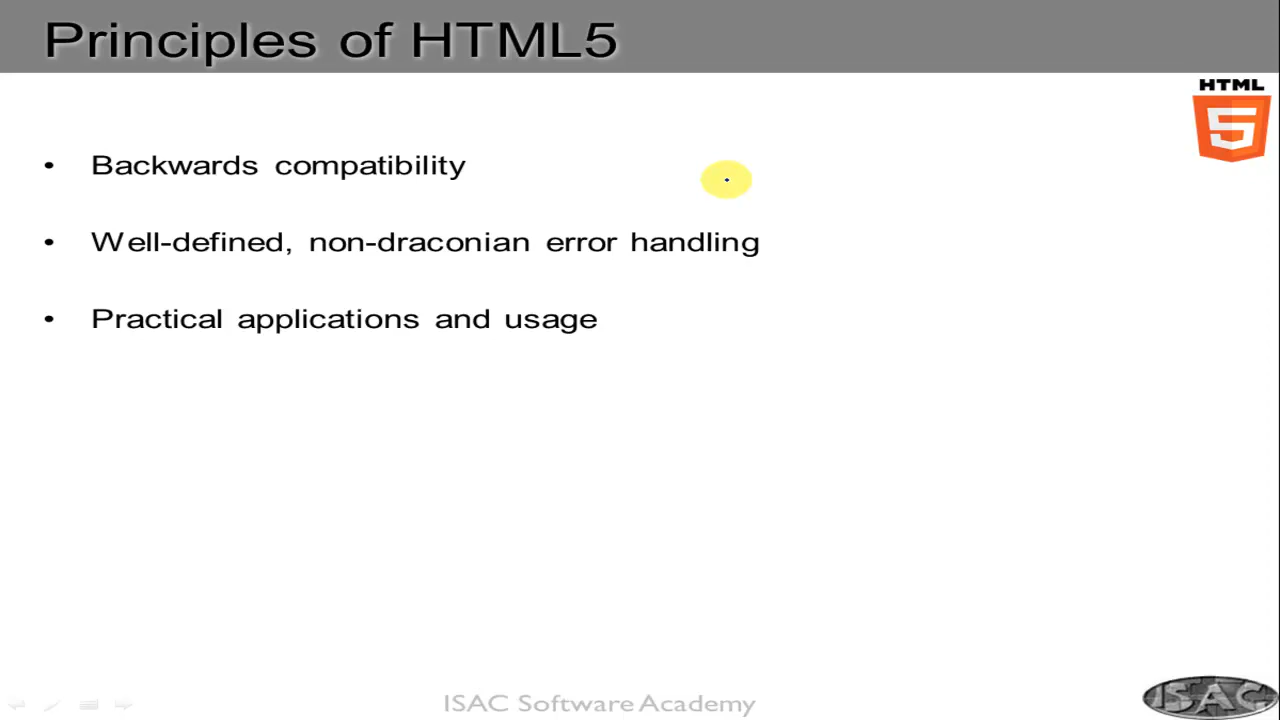 Principles of HTML5
HTML
5
• Backwards compatibility
• Well-defined, non-draconian error handling
• Practical applications and usage
ISAC Software Academy
ISAC